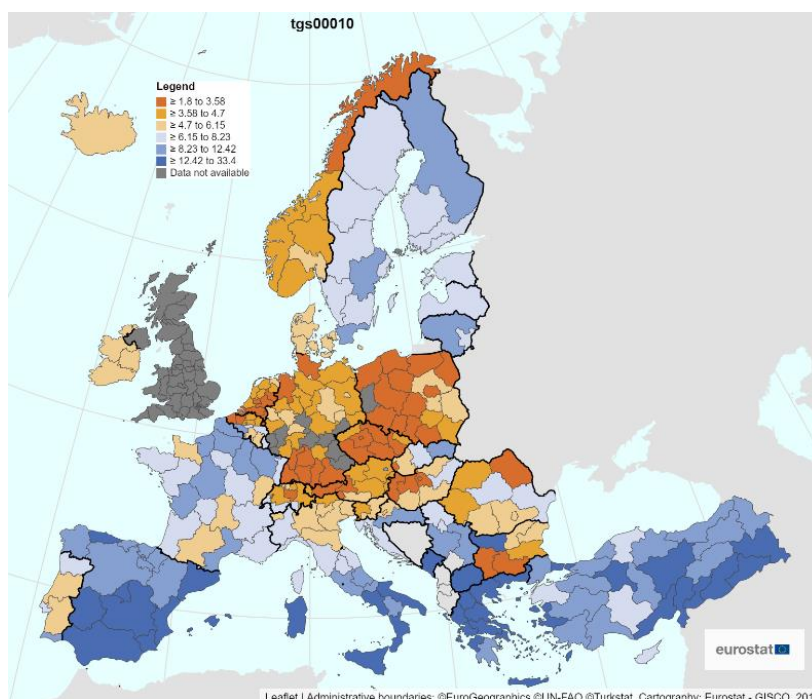 tgs00010
Legend
≥ 1.8 to 3.58
≥ 3.58 to 4.7
≥ 4.7 to 6.15
≥ 6.15 to 8.23
≥ 8.23 to 12.42
≥ 12.42 to 33.4
Data not available
eurostat
Leaflet | Administrative boundaries: ©EuroGeographics ©UN-FAO ©Turkstat, Cartography: Eurostat - GISCO, 201